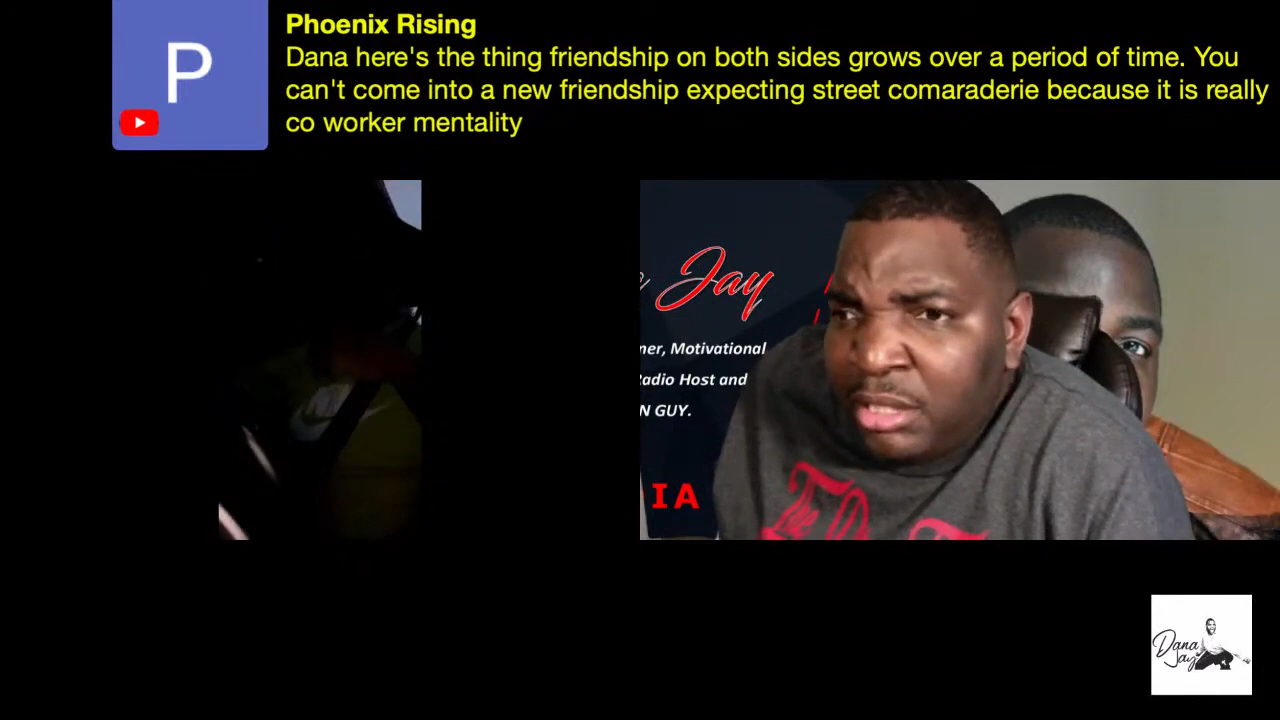 P
Phoenix Rising
Dana here's the thing friendship on both sides grows over a period of time. You
can't come into a new friendship expecting street comaraderie because it is really
co worker mentality
Jay
ner, Motivational
Radio Host and
N GUY.
IA
The
Dana
Jay